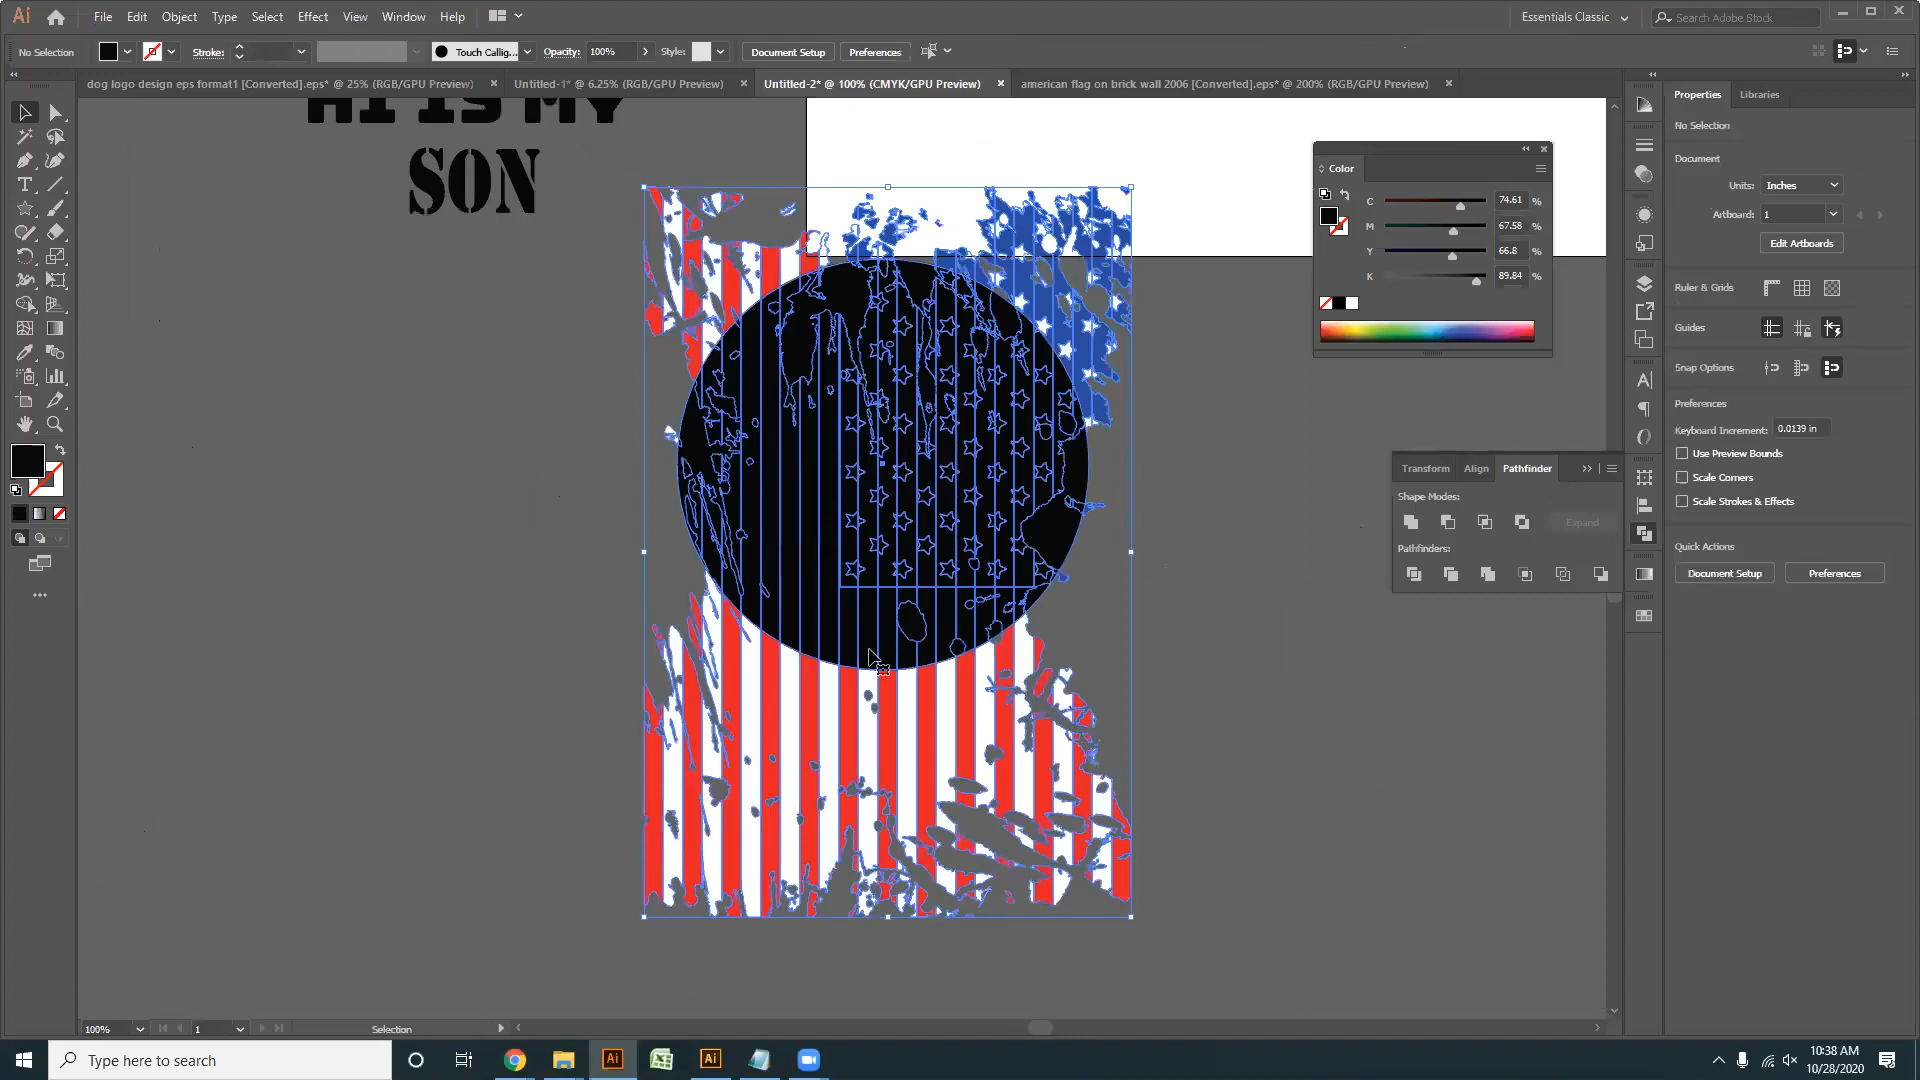 Ai File Edit Object Type Select Effect View Window Help Essentials Classic Search Adobe Stock
No Selection Stroke: Touch Callig... Opacity: 100% Style: Document Setup Preferences
dog logo design eps format1 [Converted].eps* @ 25% (RGB/GPU Preview) Untitled-1* @ 6.25% (RGB/GPU Preview) Untitled-2* @ 100% (CMYK/GPU Preview) american flag on brick wall 2006 [Converted].eps* @ 200% (RGB/GPU Preview)
Properties Libraries
No Selection
Document
Units: Inches
Artboard: 1
Edit Artboards
Ruler & Grids
Guides
Snap Options
Preferences
Keyboard Increment: 0.0139 in
Use Preview Bounds
Scale Corners
Scale Strokes & Effects
Quick Actions
Document Setup Preferences
Color
C 74.61 %
M 67.58 %
Y 66.8 %
K 89.84 %
Transform Align Pathfinder
Shape Modes:
Expand
Pathfinders:
IS MY
SON
100% 1 Selection
Type here to search
Ai Ai
10:38 AM
10/28/2020